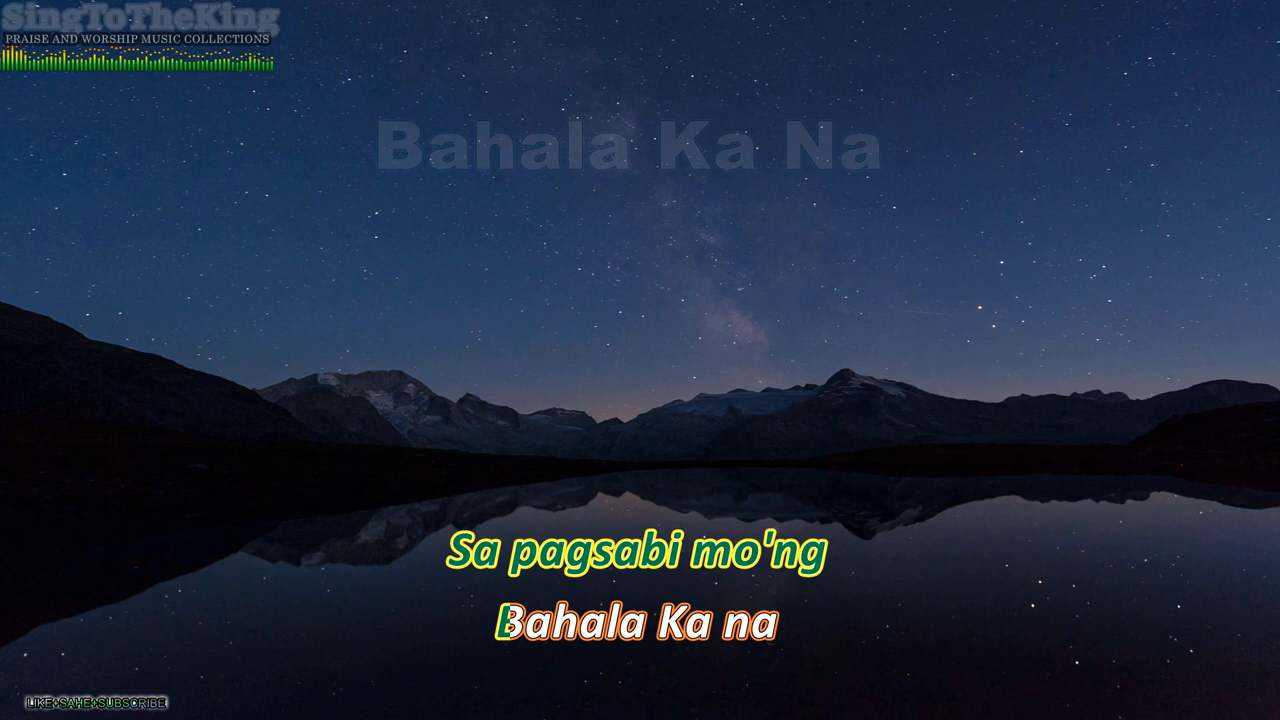 SingToTheKing
PRAISE AND WORSHIP MUSIC COLLECTIONS
Bahala Ka Na
Sa pagsabi mo'ng
Bahala Ka na
LIKE+SAHE+SUBSCRIBE